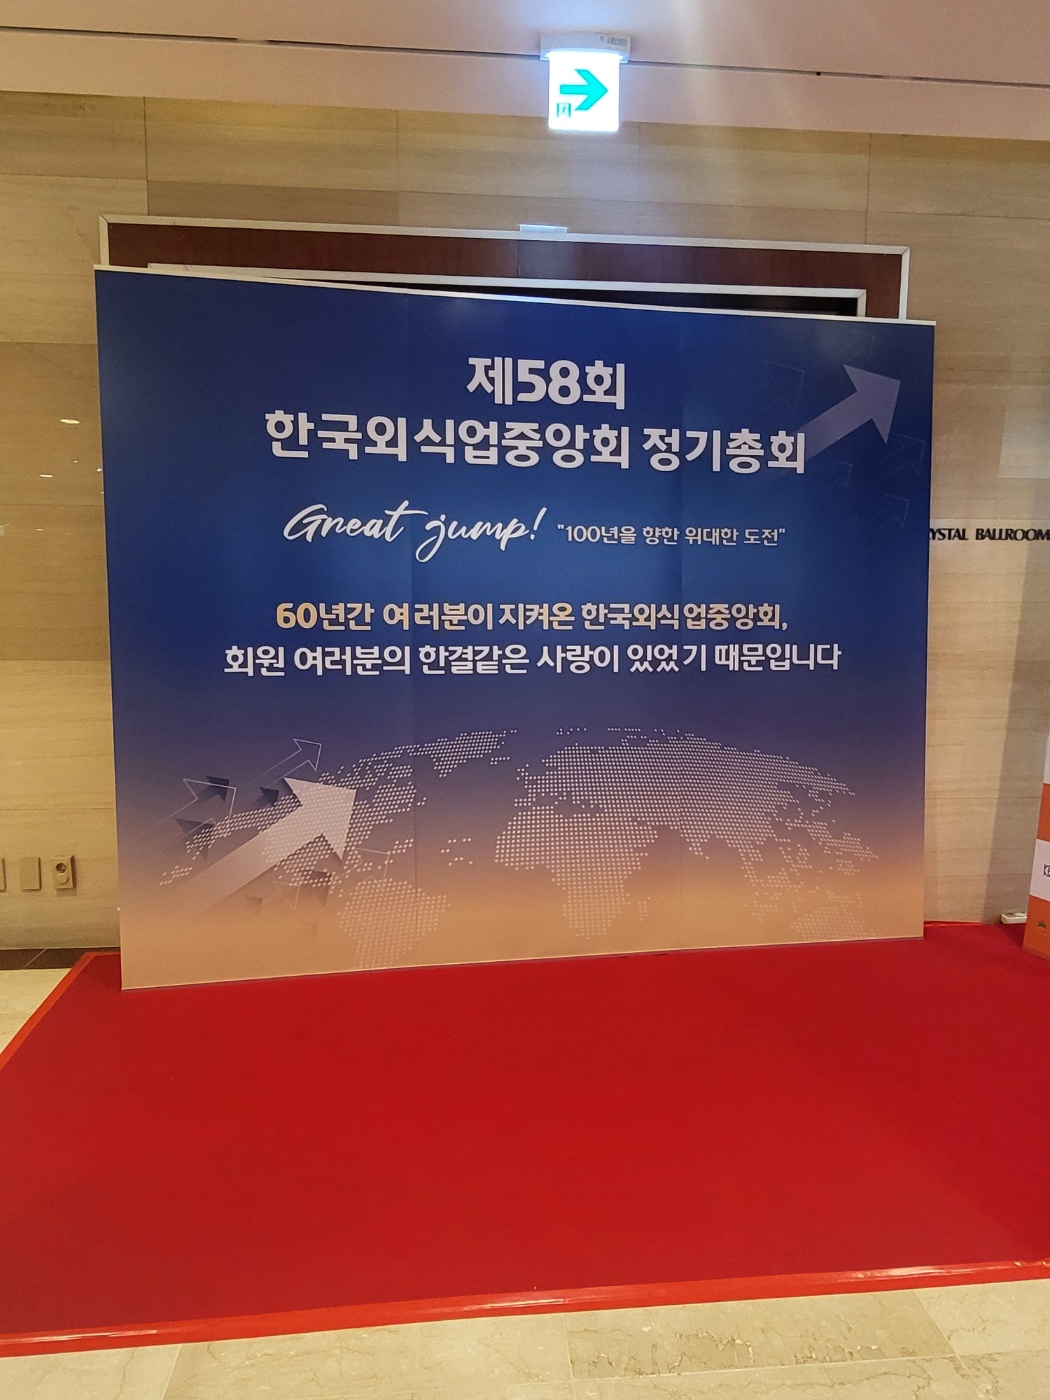 제58회
한국외식업중앙회 정기총회
Great jump! "100년을 향한 위대한 도전"
60년간 여러분이 지켜온 한국외식업중앙회,
회원 여러분의 한결같은 사랑이 있었기 때문입니다
YSTAL BALLROOM